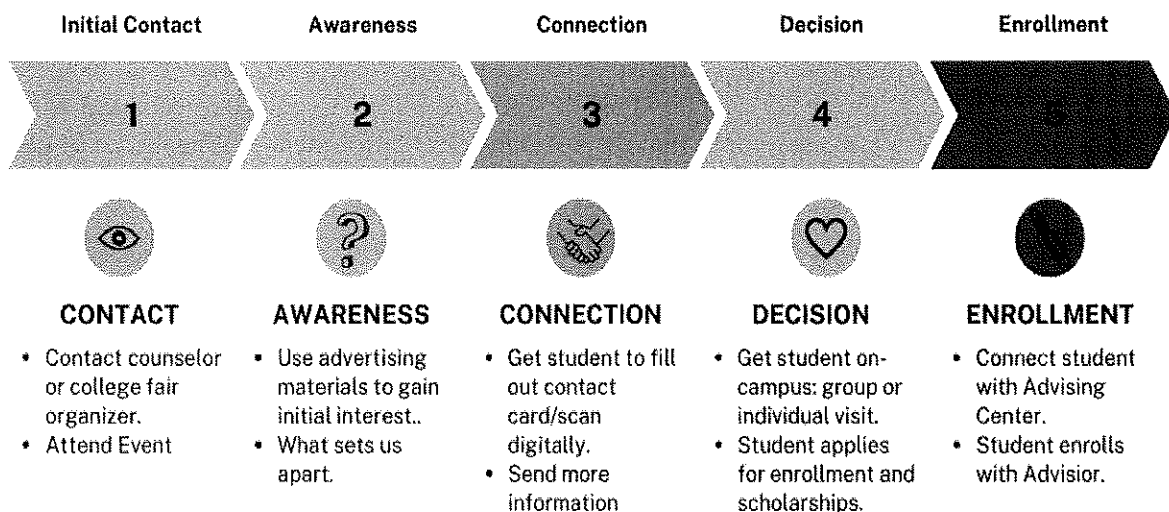 Initial Contact
Awareness
Connection
Decision
Enrollment
1
2
3
4
5
?
CONTACT
• Contact counselor
or college fair
organizer.
• Attend Event
AWARENESS
• Use advertising
materials to gain
initial interest..
• What sets us
apart.
CONNECTION
• Get student to fill
out contact
card/scan
digitally.
• Send more
information
DECISION
• Get student on-
campus: group or
individual visit.
• Student applies
for enrollment and
scholarships.
ENROLLMENT
• Connect student
with Advising
Center.
• Student enrolls
with Advisior.